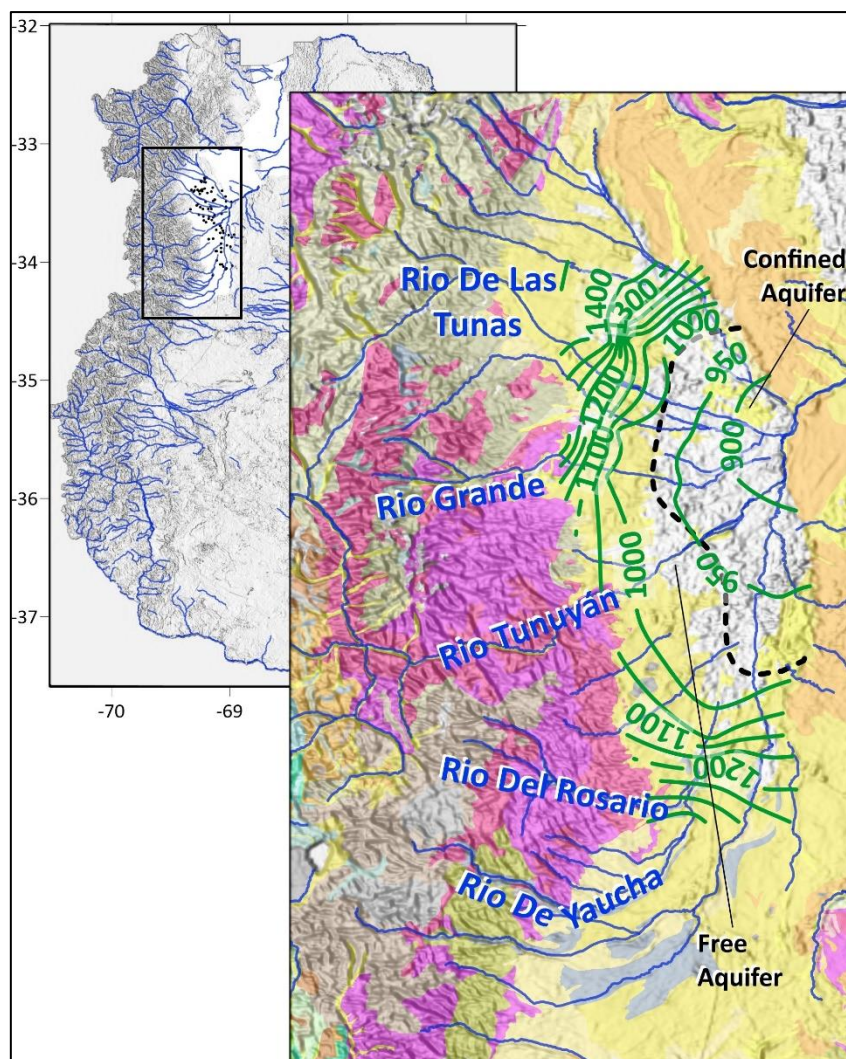 -32
-33
-34
-35
-36
-37
-70
-69
Rio De Las
Tunas
Rio Grande
Rio Tunuyán
Rio Del Rosario
Rio De Yaucha
Confined
Aquifer
Free
Aquifer
1400
1300
1200
1100
1000
1000
950
900
950
1100
1200